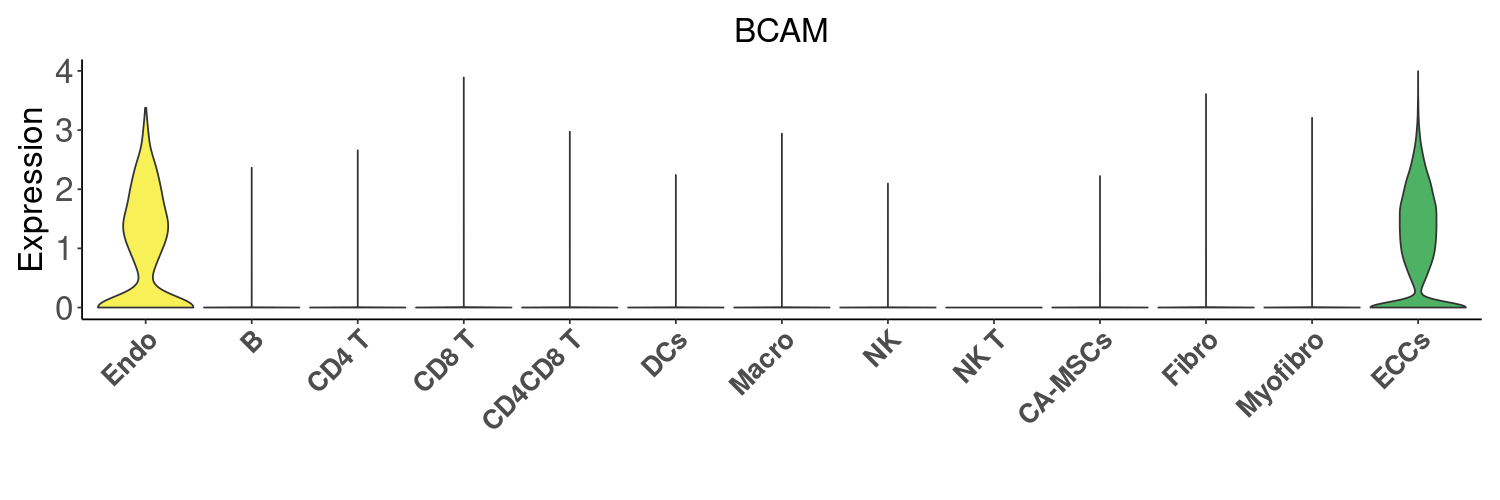 BCAM
Expression
4
3
2
1
0
Endo
B
CD4 T
CD8 T
CD4CD8 T
DCs
Macro
NK
NK T
CA-MSCs
Fibro
Myofibro
ECCs